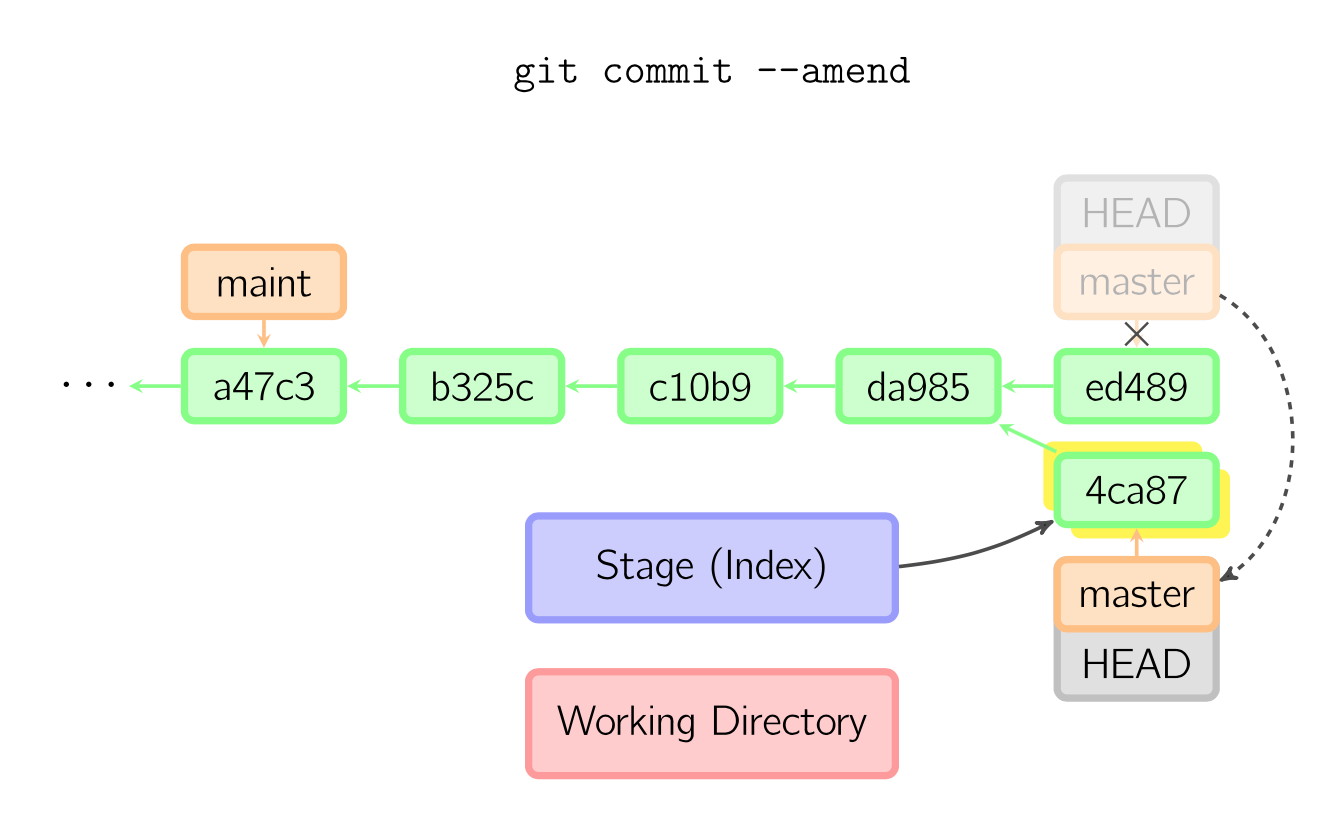 git commit --amend
HEAD
maint
master
... a47c3 b325c c10b9 da985 ed489
4ca87
Stage (Index)
master
HEAD
Working Directory